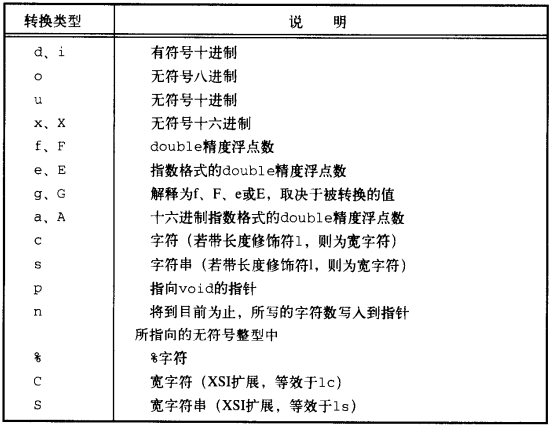 转换类型 说 明
d、i 有符号十进制
o 无符号八进制
u 无符号十进制
x、X 无符号十六进制
f、F double精度浮点数
e、E 指数格式的double精度浮点数
g、G 解释为f、F、e或E，取决于被转换的值
a、A 十六进制指数格式的double精度浮点数
c 字符（若带长度修饰符l，则为宽字符）
s 字符串（若带长度修饰符l，则为宽字符）
p 指向void的指针
n 将到目前为止，所写的字符数写入到指针
所指向的无符号整型中
% %字符
C 宽字符（XSI扩展，等效于lc）
S 宽字符串（XSI扩展，等效于ls）